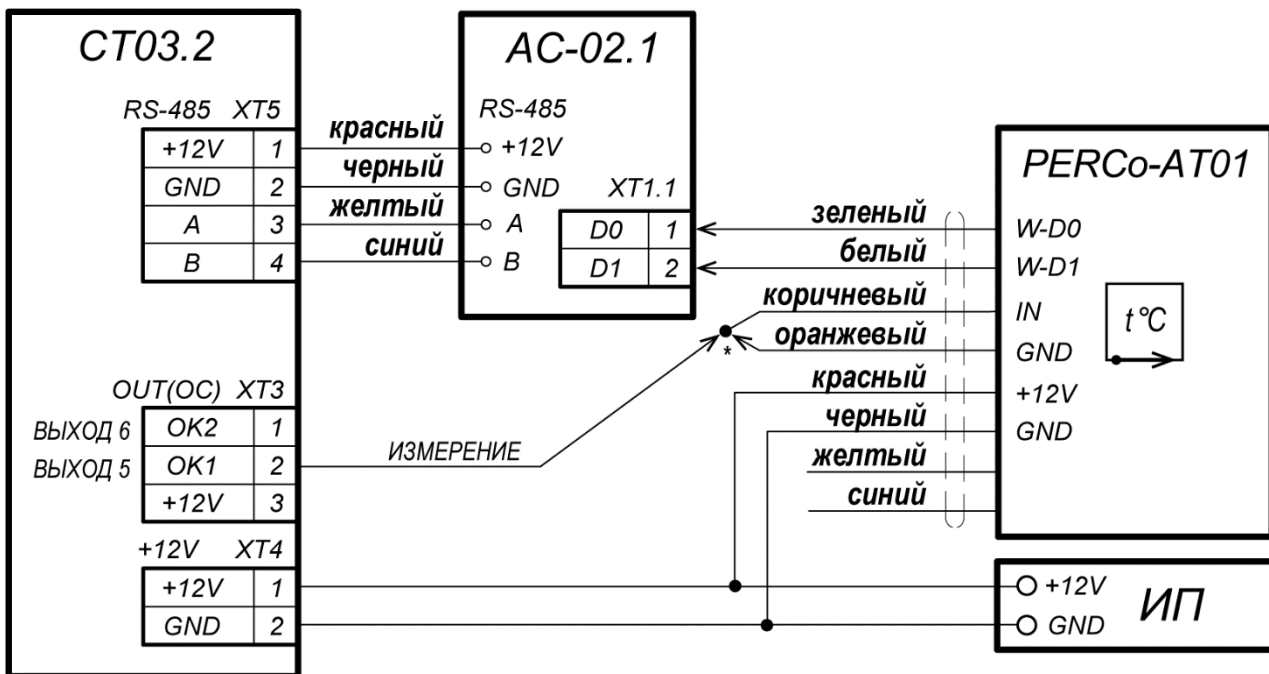 СТ03.2
RS-485 XT5
+12V 1
GND 2
A 3
B 4
красный
черный
желтый
синий
AC-02.1
RS-485
+12V
GND
A
B
XT1.1
D0 1
D1 2
зеленый
белый
коричневый
оранжевый
красный
черный
желтый
синий
*
PERCo-AT01
W-D0
W-D1
IN
GND
+12V
GND
t°C
OUT(OC) XT3
ВЫХОД 6 OK2 1
ВЫХОД 5 OK1 2
+12V 3
ИЗМЕРЕНИЕ
+12V XT4
+12V 1
GND 2
+12V
GND
ИП